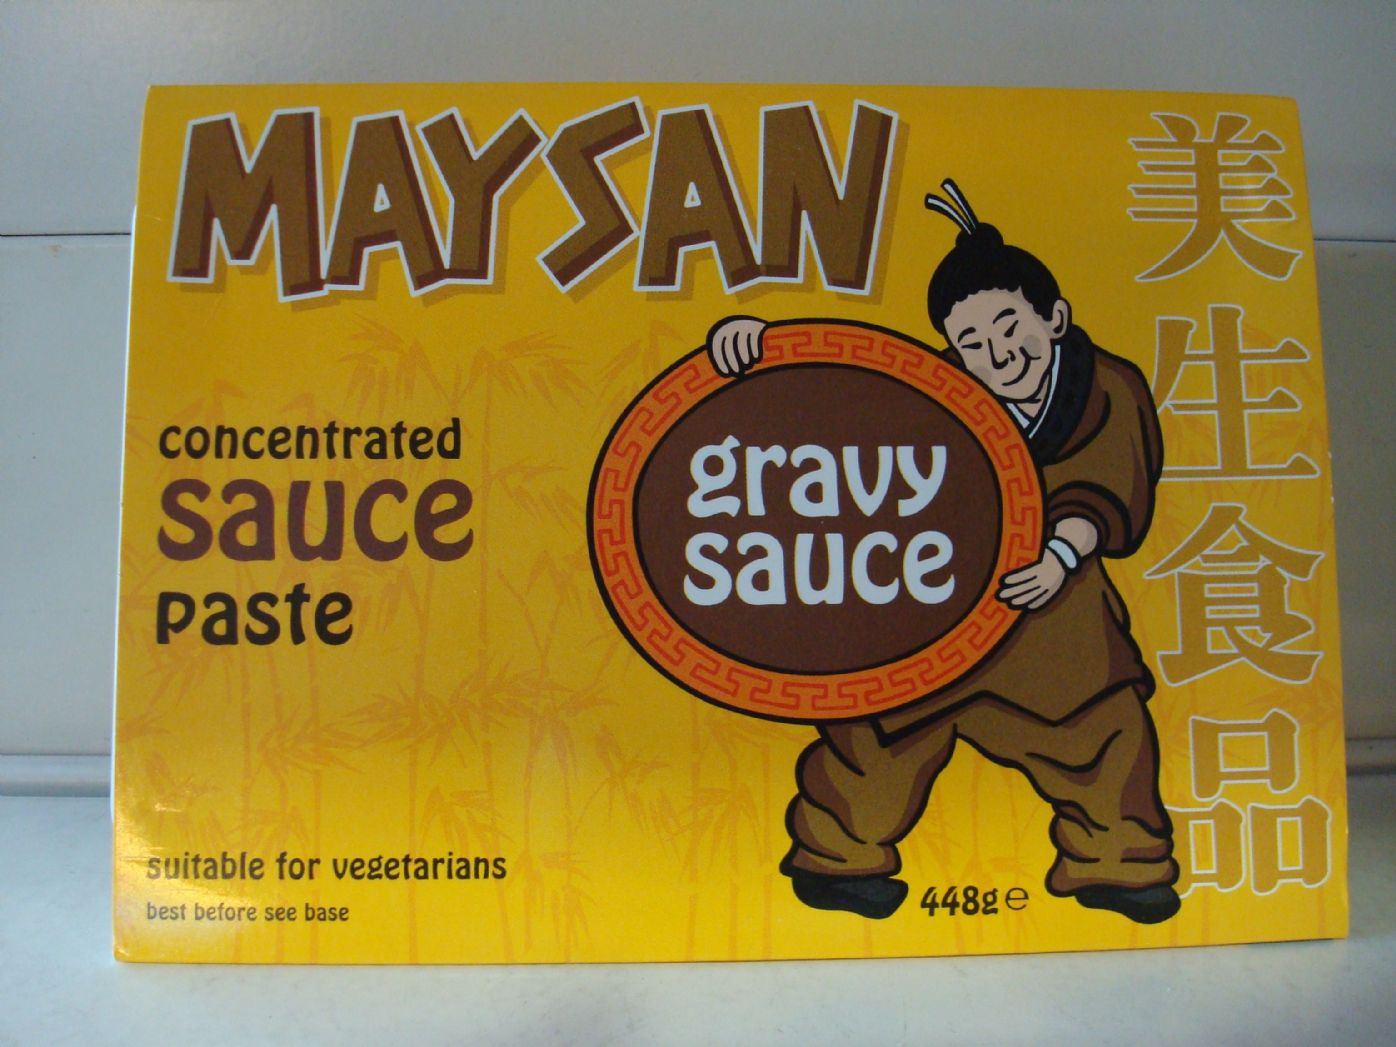 MAYSAN
concentrated
sauce
paste
gravy
sauce
suitable for vegetarians
best before see base
448g e
美生食品